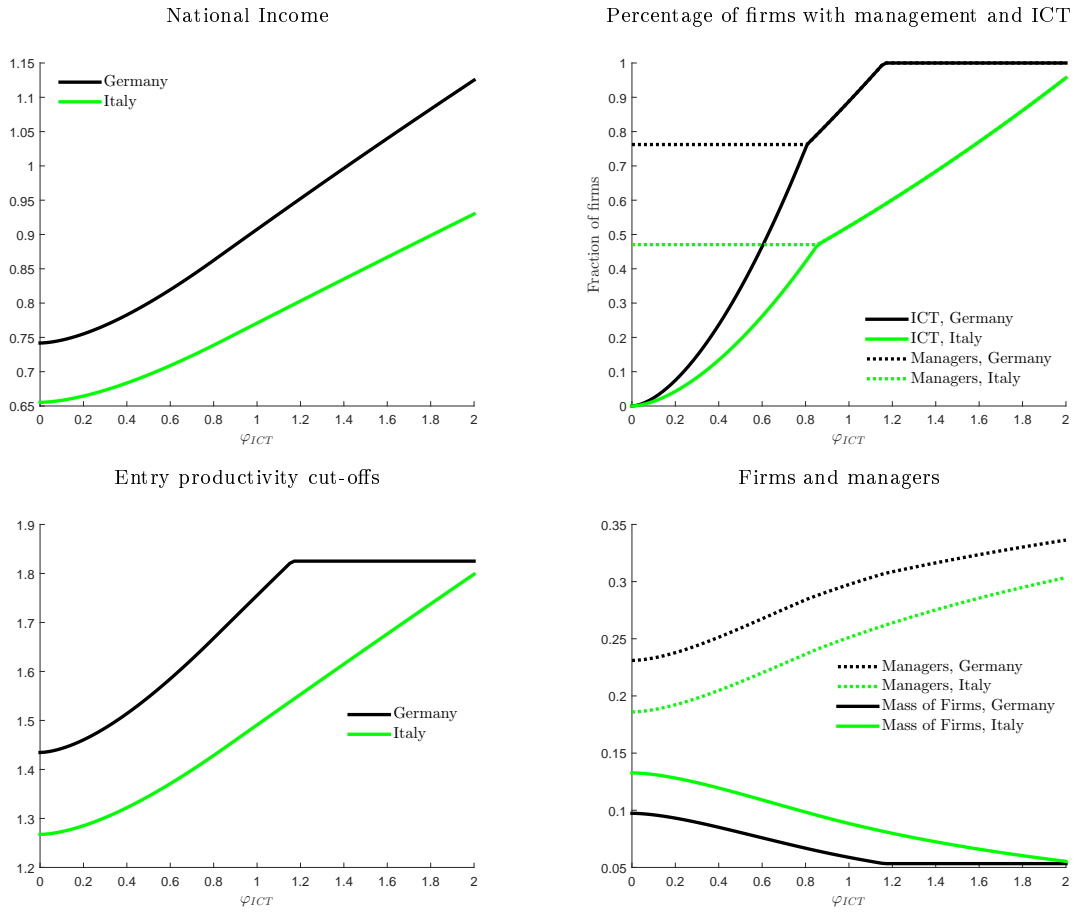 National Income
1.15
1.1
1.05
1
0.95
0.9
0.85
0.8
0.75
0.7
0.65
Germany
Italy
0 0.2 0.4 0.6 0.8 1 1.2 1.4 1.6 1.8 2
φICT
Percentage of firms with management and ICT
Fraction of firms
1
0.9
0.8
0.7
0.6
0.5
0.4
0.3
0.2
0.1
0
ICT, Germany
ICT, Italy
Managers, Germany
Managers, Italy
0 0.2 0.4 0.6 0.8 1 1.2 1.4 1.6 1.8 2
φICT
Entry productivity cut-offs
1.9
1.8
1.7
1.6
1.5
1.4
1.3
1.2
Germany
Italy
0 0.2 0.4 0.6 0.8 1 1.2 1.4 1.6 1.8 2
φICT
Firms and managers
0.35
0.3
0.25
0.2
0.15
0.1
0.05
Managers, Germany
Managers, Italy
Mass of Firms, Germany
Mass of Firms, Italy
0 0.2 0.4 0.6 0.8 1 1.2 1.4 1.6 1.8 2
φICT